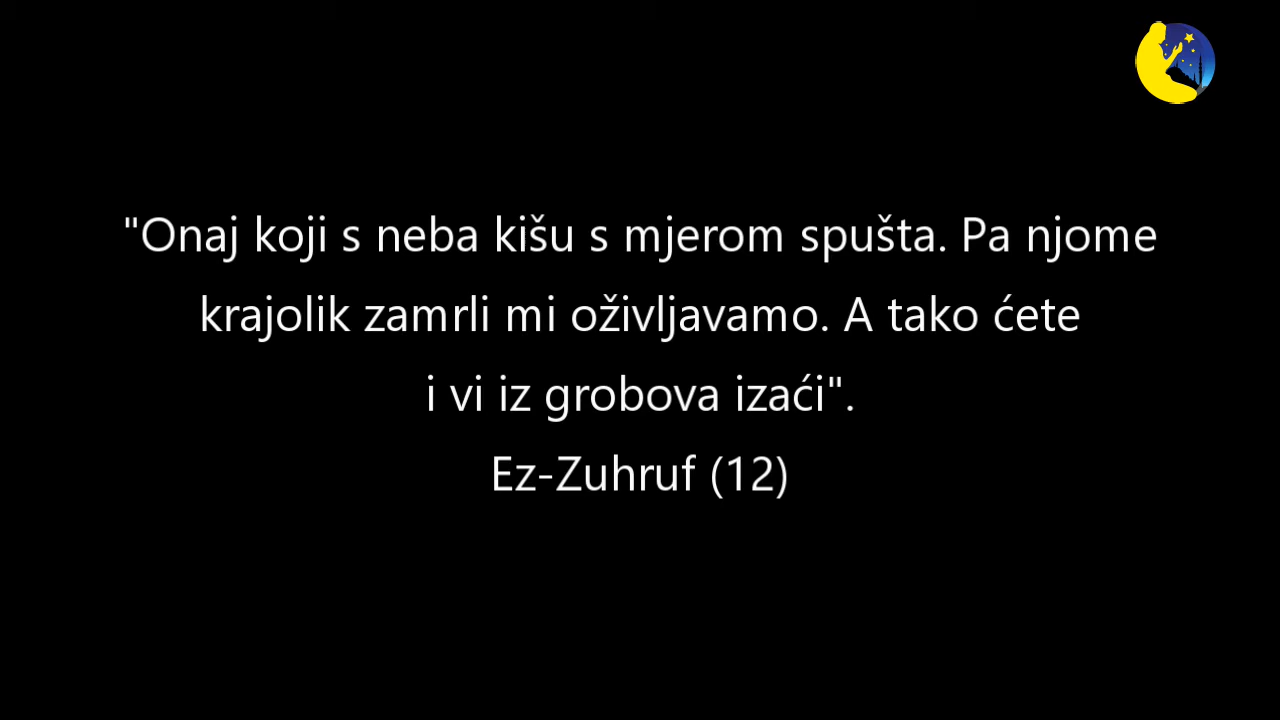 "Onaj koji s neba kišu s mjerom spušta. Pa njome
krajolik zamrli mi oživljavamo. A tako ćete
i vi iz grobova izaći".
Ez-Zuhruf (12)